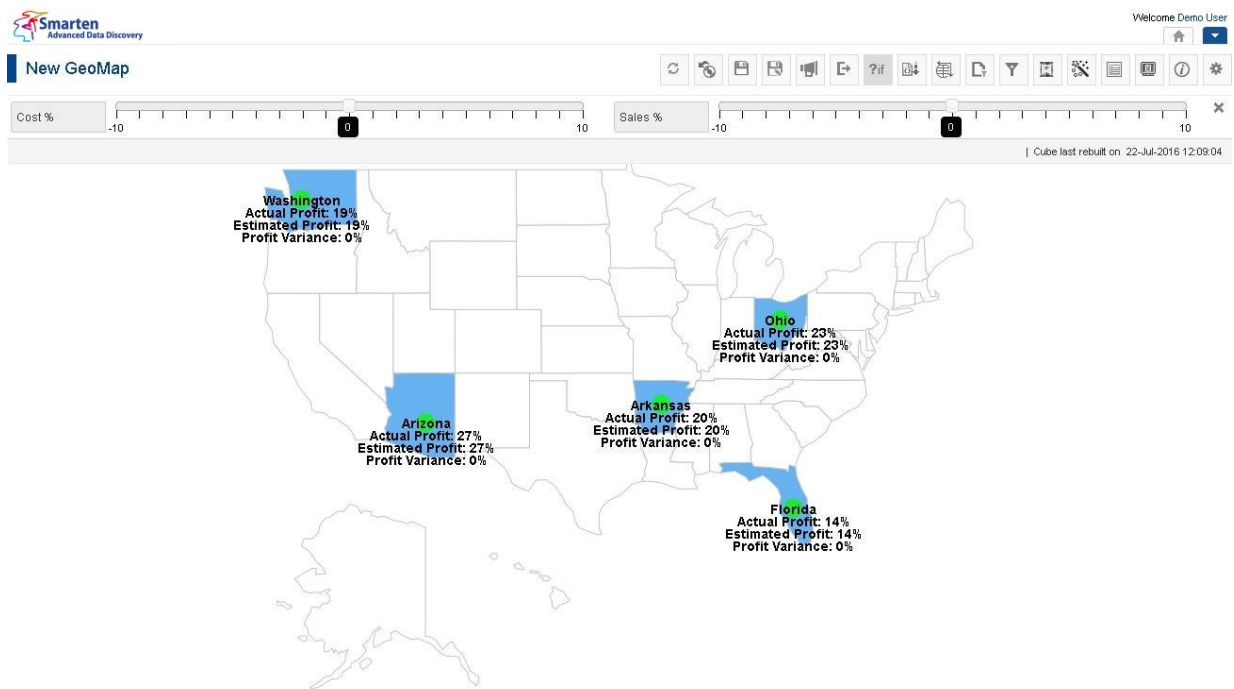 Smarten
Advanced Data Discovery
Welcome Demo User
New GeoMap
?if
Cost %
-10
0
10
Sales %
-10
0
10
| Cube last rebuilt on 22-Jul-2016 12:09:04
Washington
Actual Profit: 19%
Estimated Profit: 19%
Profit Variance: 0%
Ohio
Actual Profit: 23%
Estimated Profit: 23%
Profit Variance: 0%
Arkansas
Actual Profit: 20%
Estimated Profit: 20%
Profit Variance: 0%
Arizona
Actual Profit: 27%
Estimated Profit: 27%
Profit Variance: 0%
Florida
Actual Profit: 14%
Estimated Profit: 14%
Profit Variance: 0%